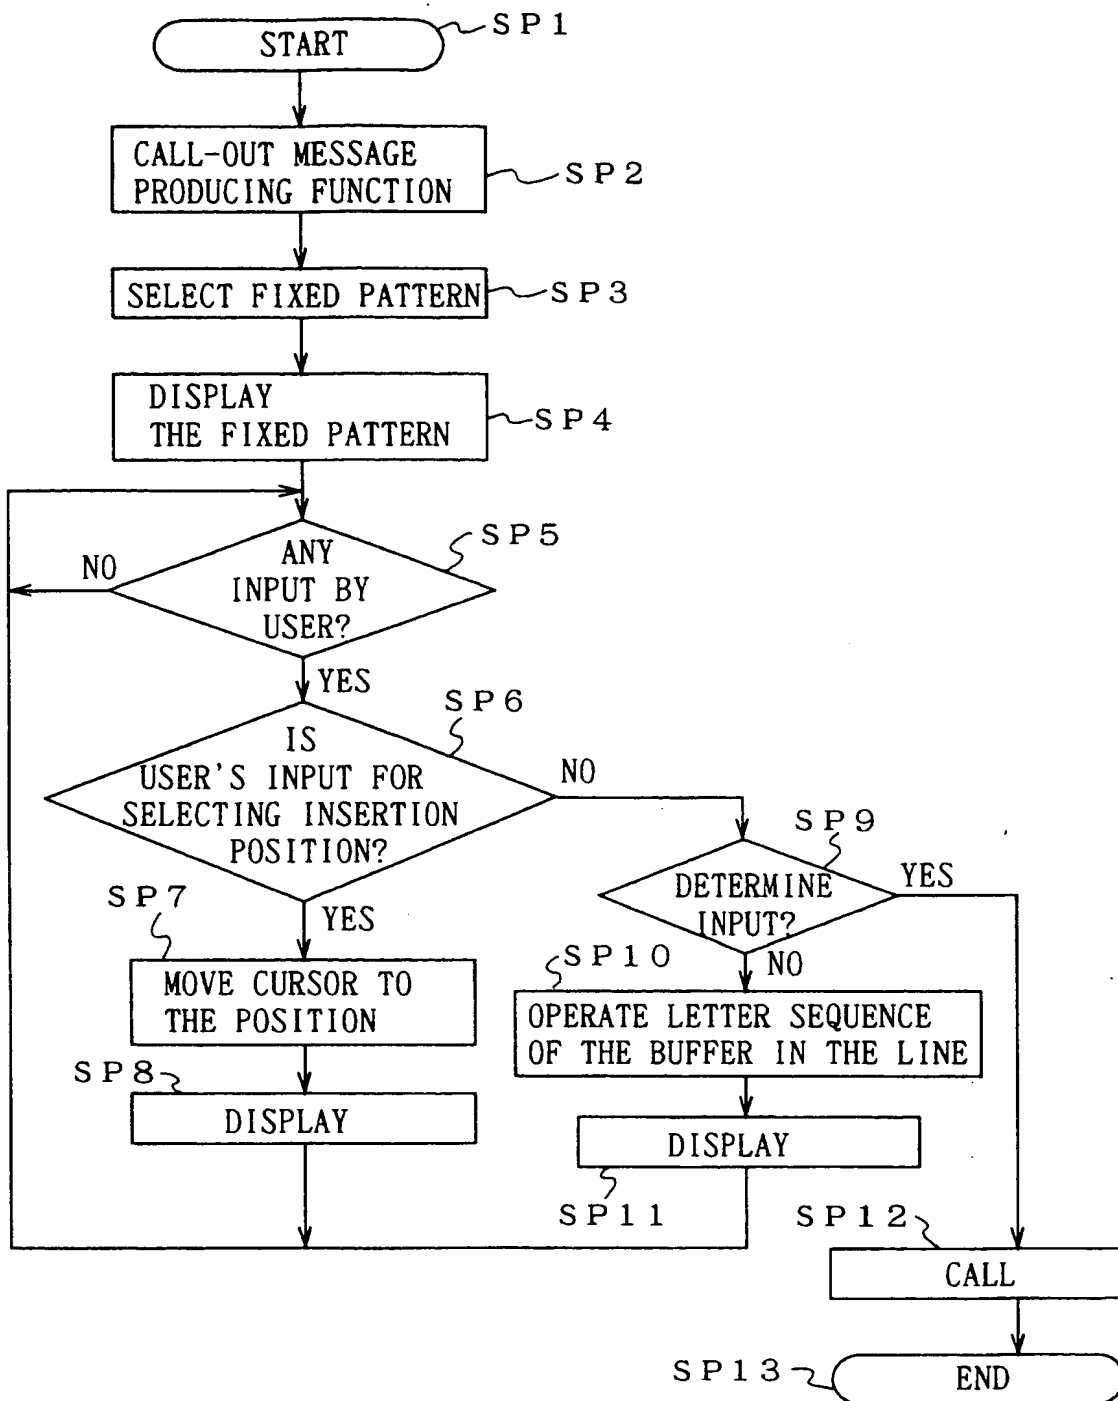 SP1
START
CALL-OUT MESSAGE
PRODUCING FUNCTION
SP2
SELECT FIXED PATTERN
SP3
DISPLAY
THE FIXED PATTERN
SP4
SP5
NO
ANY
INPUT BY
USER?
YES
SP6
IS
USER'S INPUT FOR
SELECTING INSERTION
POSITION?
NO
SP9
DETERMINE
INPUT?
YES
SP7
YES
MOVE CURSOR TO
THE POSITION
SP10
NO
OPERATE LETTER SEQUENCE
OF THE BUFFER IN THE LINE
SP8
DISPLAY
DISPLAY
SP11
SP12
CALL
SP13
END